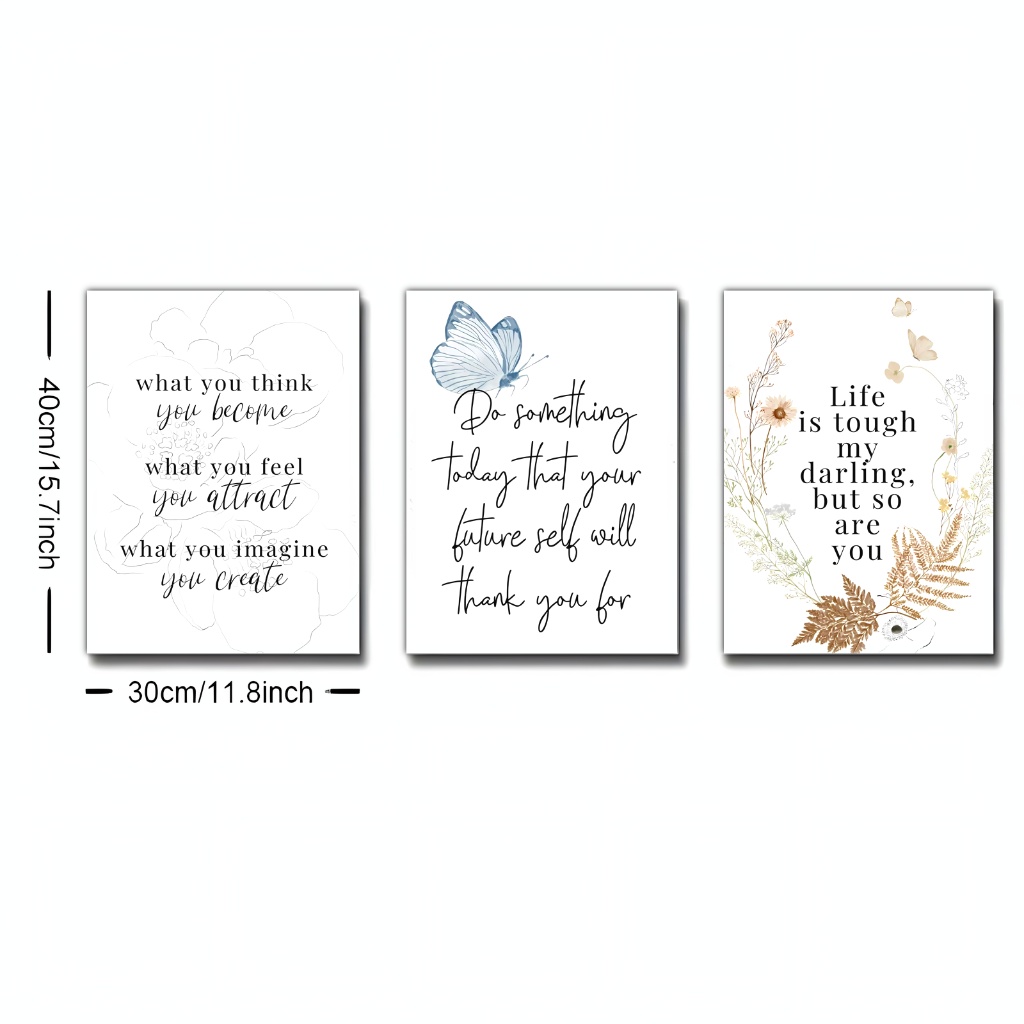 40cm/15.7inch
what you think
you become
what you feel
you attract
what you imagine
you create
30cm/11.8inch
Do something
today that your
future self will
thank you for
Life
is tough
my
darling,
but so
are
you